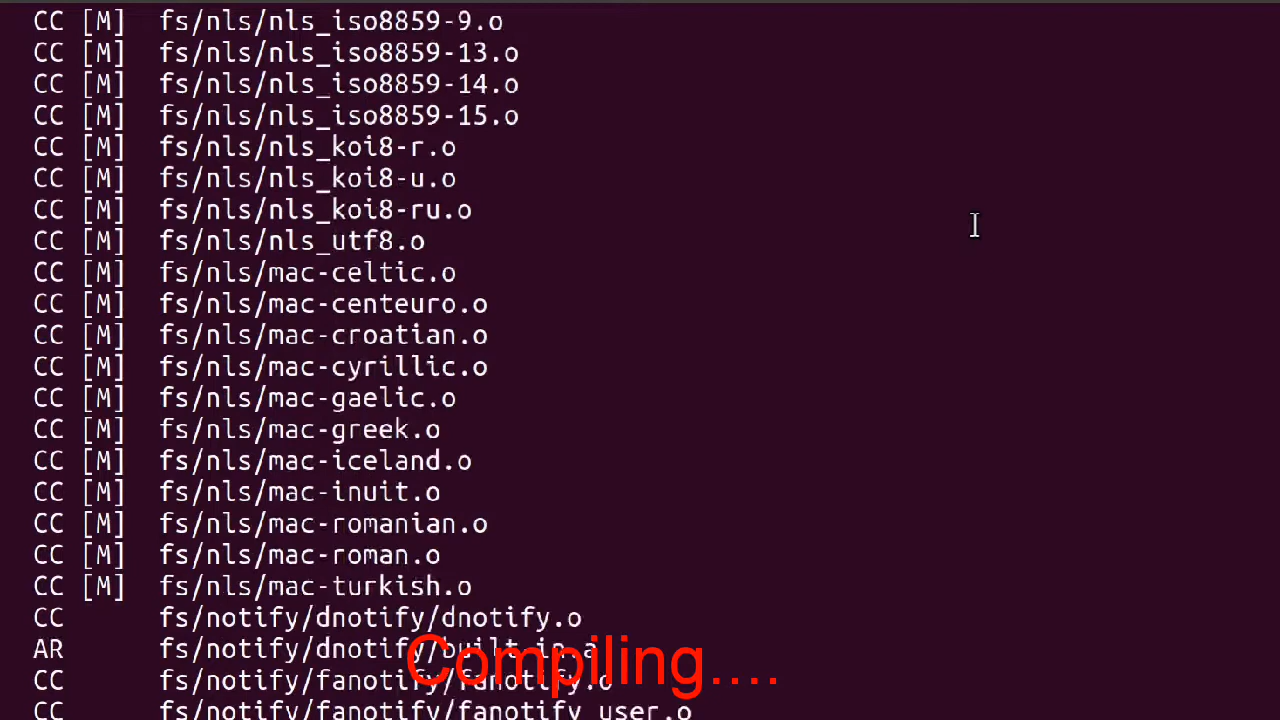 CC [M] fs/nls/nls_iso8859-9.o
CC [M] fs/nls/nls_iso8859-13.o
CC [M] fs/nls/nls_iso8859-14.o
CC [M] fs/nls/nls_iso8859-15.o
CC [M] fs/nls/nls_koi8-r.o
CC [M] fs/nls/nls_koi8-u.o
CC [M] fs/nls/nls_koi8-ru.o
CC [M] fs/nls/nls_utf8.o
CC [M] fs/nls/mac-celtic.o
CC [M] fs/nls/mac-centeuro.o
CC [M] fs/nls/mac-croatian.o
CC [M] fs/nls/mac-cyrillic.o
CC [M] fs/nls/mac-gaelic.o
CC [M] fs/nls/mac-greek.o
CC [M] fs/nls/mac-iceland.o
CC [M] fs/nls/mac-inuit.o
CC [M] fs/nls/mac-romanian.o
CC [M] fs/nls/mac-roman.o
CC [M] fs/nls/mac-turkish.o
CC fs/notify/dnotify/dnotify.o
AR fs/notify/dnotify/built-in.a
Compiling....
CC fs/notify/fanotify/fanotify.o
CC fs/notify/fanotify/fanotify_user.o